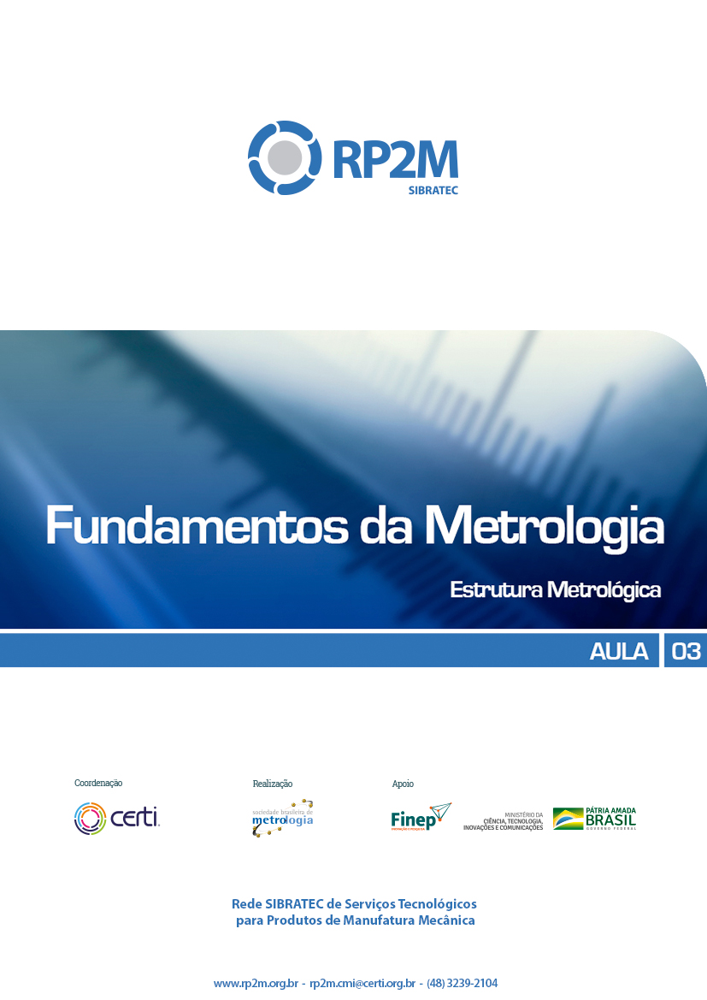 RP2M
SIBRATEC
Fundamentos da Metrologia
Estrutura Metrológica
AULA 03
Coordenação
Realização
Apoio
certi
sociedade brasileira de
metrologia
Finep
INOVAÇÃO E PESQUISA
MINISTÉRIO DA
CIÊNCIA, TECNOLOGIA,
INOVAÇÕES E COMUNICAÇÕES
PÁTRIA AMADA
BRASIL
GOVERNO FEDERAL
Rede SIBRATEC de Serviços Tecnológicos
para Produtos de Manufatura Mecânica
www.rp2m.org.br - rp2m.cmi@certi.org.br - (48) 3239-2104